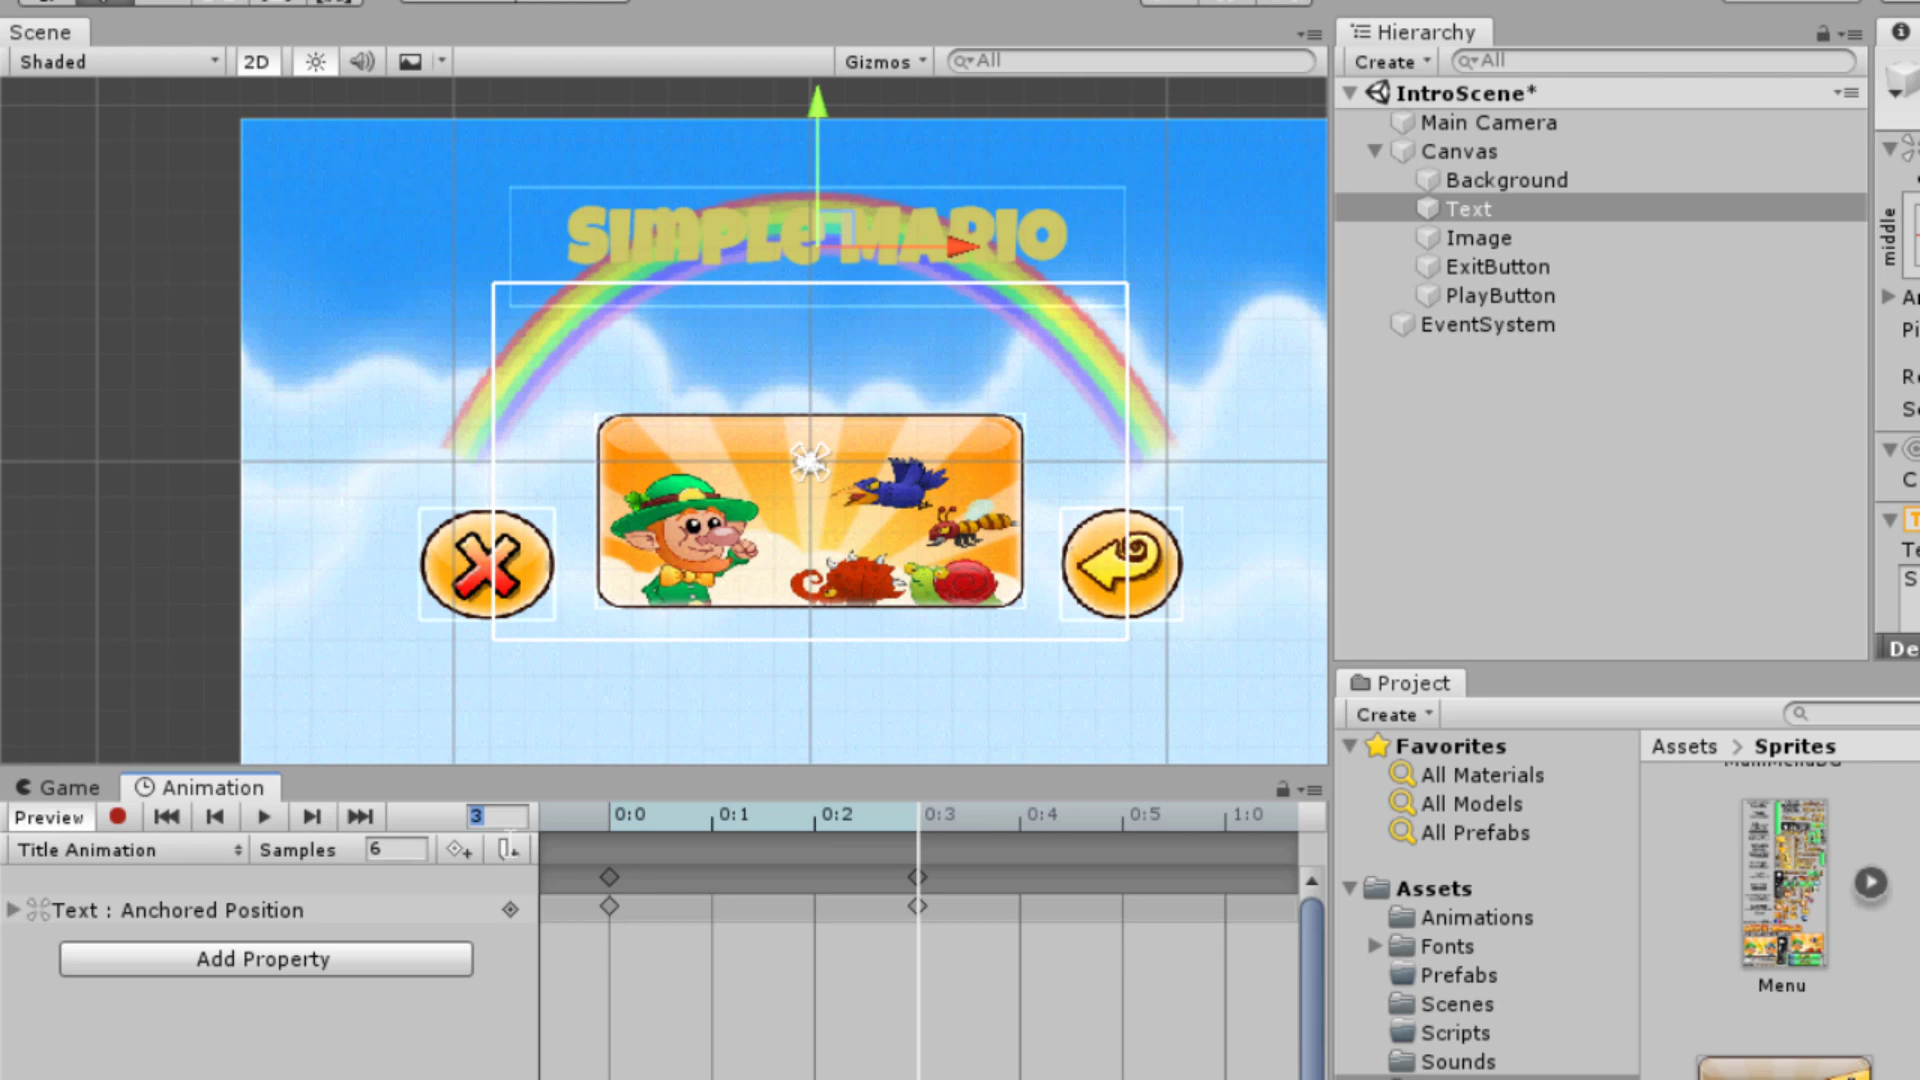 Scene
Shaded
2D
Gizmos
All
SIMPLE MARIO
Hierarchy
Create
All
IntroScene*
Main Camera
Canvas
Background
Text
Image
ExitButton
PlayButton
EventSystem
middle
De
Game
Animation
Preview
3
0:0
0:1
0:2
0:3
0:4
0:5
1:0
Title Animation
Samples
6
Text : Anchored Position
Add Property
Project
Create
Favorites
All Materials
All Models
All Prefabs
Assets
Animations
Fonts
Prefabs
Scenes
Scripts
Sounds
Assets > Sprites
Menu